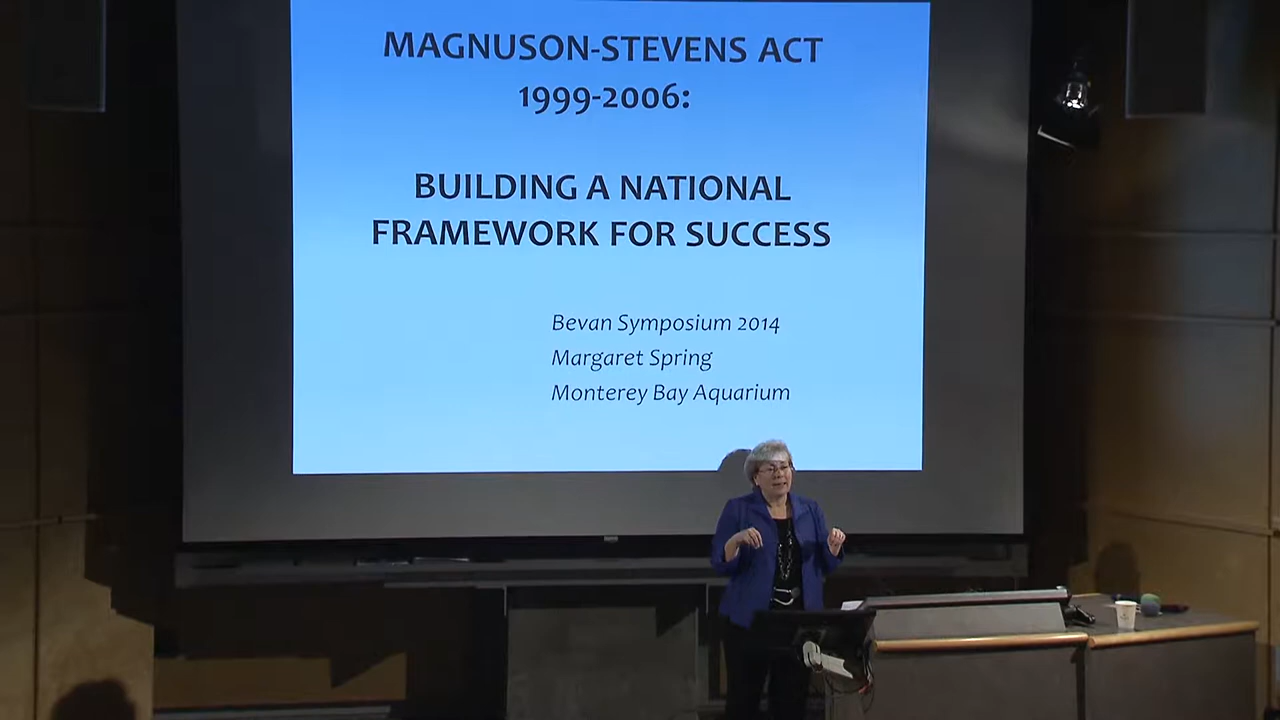 MAGNUSON-STEVENS ACT
1999-2006:
BUILDING A NATIONAL
FRAMEWORK FOR SUCCESS
Bevan Symposium 2014
Margaret Spring
Monterey Bay Aquarium